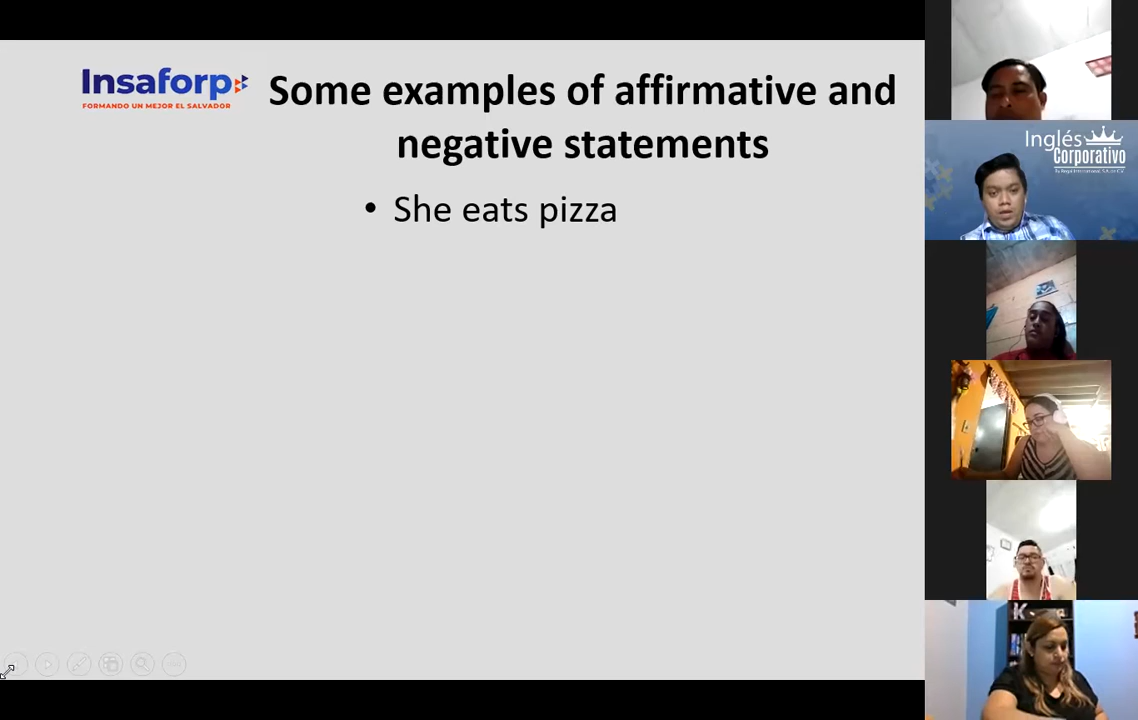 Insaforp
FORMANDO UN MEJOR EL SALVADOR
Some examples of affirmative and
negative statements
• She eats pizza
Inglés
Corporativo
K